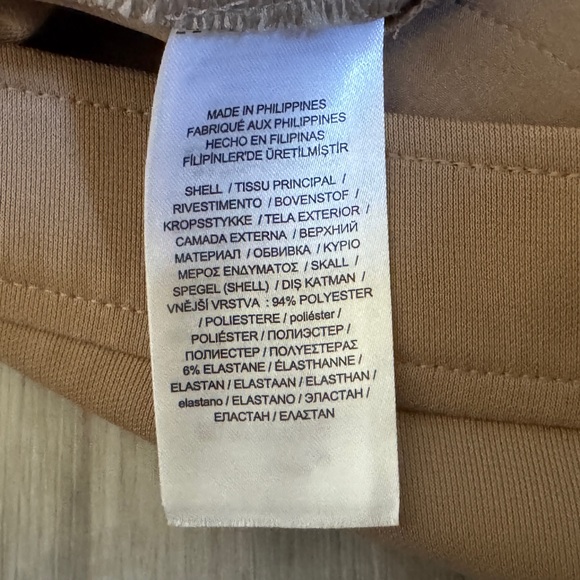 MADE IN PHILIPPINES
FABRIQUÉ AUX PHILIPPINES
HECHO EN FILIPINAS
FİLİPİNLER'DE ÜRETİLMİŞTİR
SHELL / TISSU PRINCIPAL /
RIVESTIMENTO / BOVENSTOF /
KROPSSTYKKE / TELA EXTERIOR /
CAMADA EXTERNA / ВЕРХНИЙ
МАТЕРИАЛ / ОБВИВКА / ΚΥΡΙΟ
ΜΕΡΟΣ ΕΝΔΥΜΑΤΟΣ / SKALL /
SPEGEL (SHELL) / DIŞ KATMAN /
VNĚJŠÍ VRSTVA : 94% POLYESTER
/ POLIESTERE / poliéster /
POLIÉSTER / ПОЛИЭСТЕР /
ПОЛИЕСТЕР / ΠΟΛΥΕΣΤΕΡΑΣ
6% ELASTANE / ÉLASTHANNE /
ELASTAN / ELASTAAN / ELASTHAN /
elastano / ELASTANO / ЭЛАСТАН /
ЕЛАСТАН / ΕΛΑΣΤΑΝ